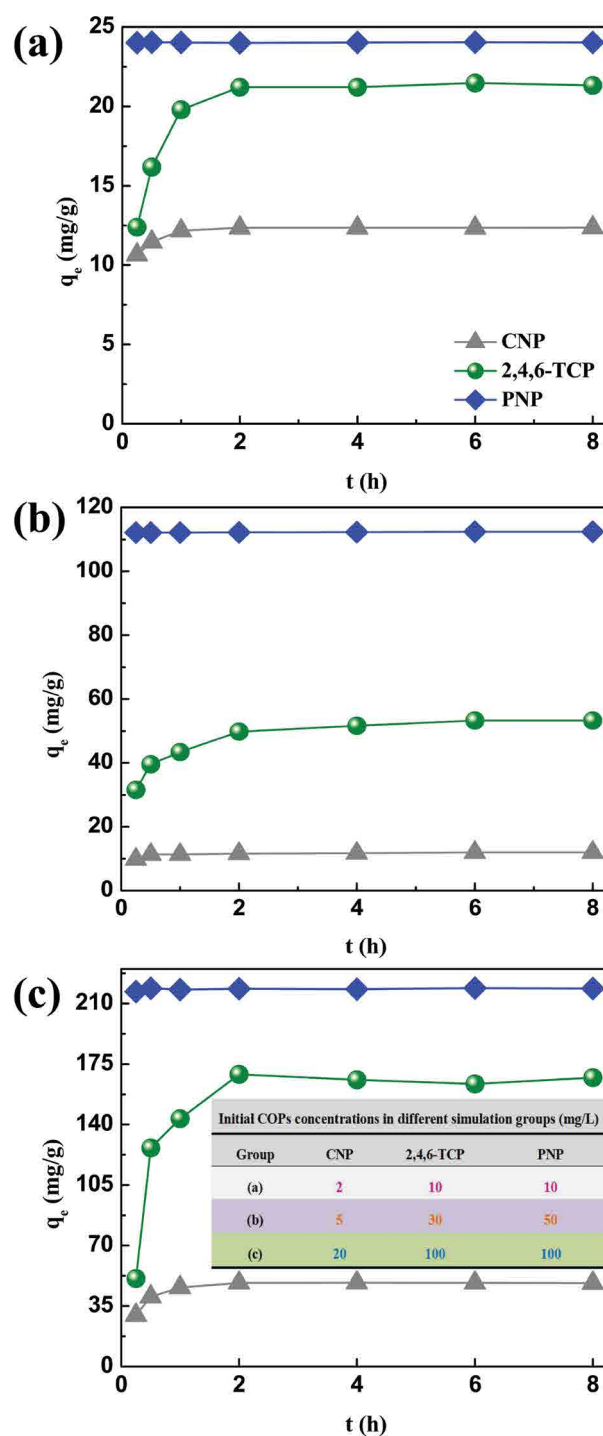 (a)
25
20
15
10
5
0
q_e (mg/g)
CNP
2,4,6-TCP
PNP
0 2 4 6 8
t (h)
(b)
120
100
80
60
40
20
0
q_e (mg/g)
0 2 4 6 8
t (h)
(c)
210
175
140
105
70
35
0
q_e (mg/g)
Initial COPs concentrations in different simulation groups (mg/L)
Group CNP 2,4,6-TCP PNP
(a) 2 10 10
(b) 5 30 50
(c) 20 100 100
0 2 4 6 8
t (h)